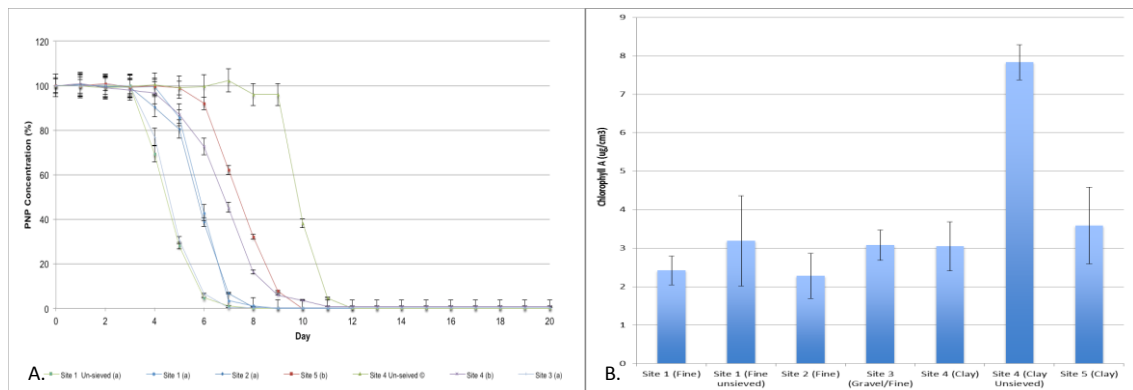 120
100
80
60
40
20
0
PNP Concentration (%)
0 2 4 6 8 10 12 14 16 18 20
Day
Site 1 Un-sieved (a) Site 1 (a) Site 2 (a) Site 5 (b) Site 4 Un-seived © Site 4 (b) Site 3 (a)
A.
9
8
7
6
5
4
3
2
1
0
Chlorophyll A (ug/cm3)
Site 1 (Fine) Site 1 (Fine unsieved) Site 2 (Fine) Site 3 (Gravel/Fine) Site 4 (Clay) Site 4 (Clay Unsieved) Site 5 (Clay)
B.